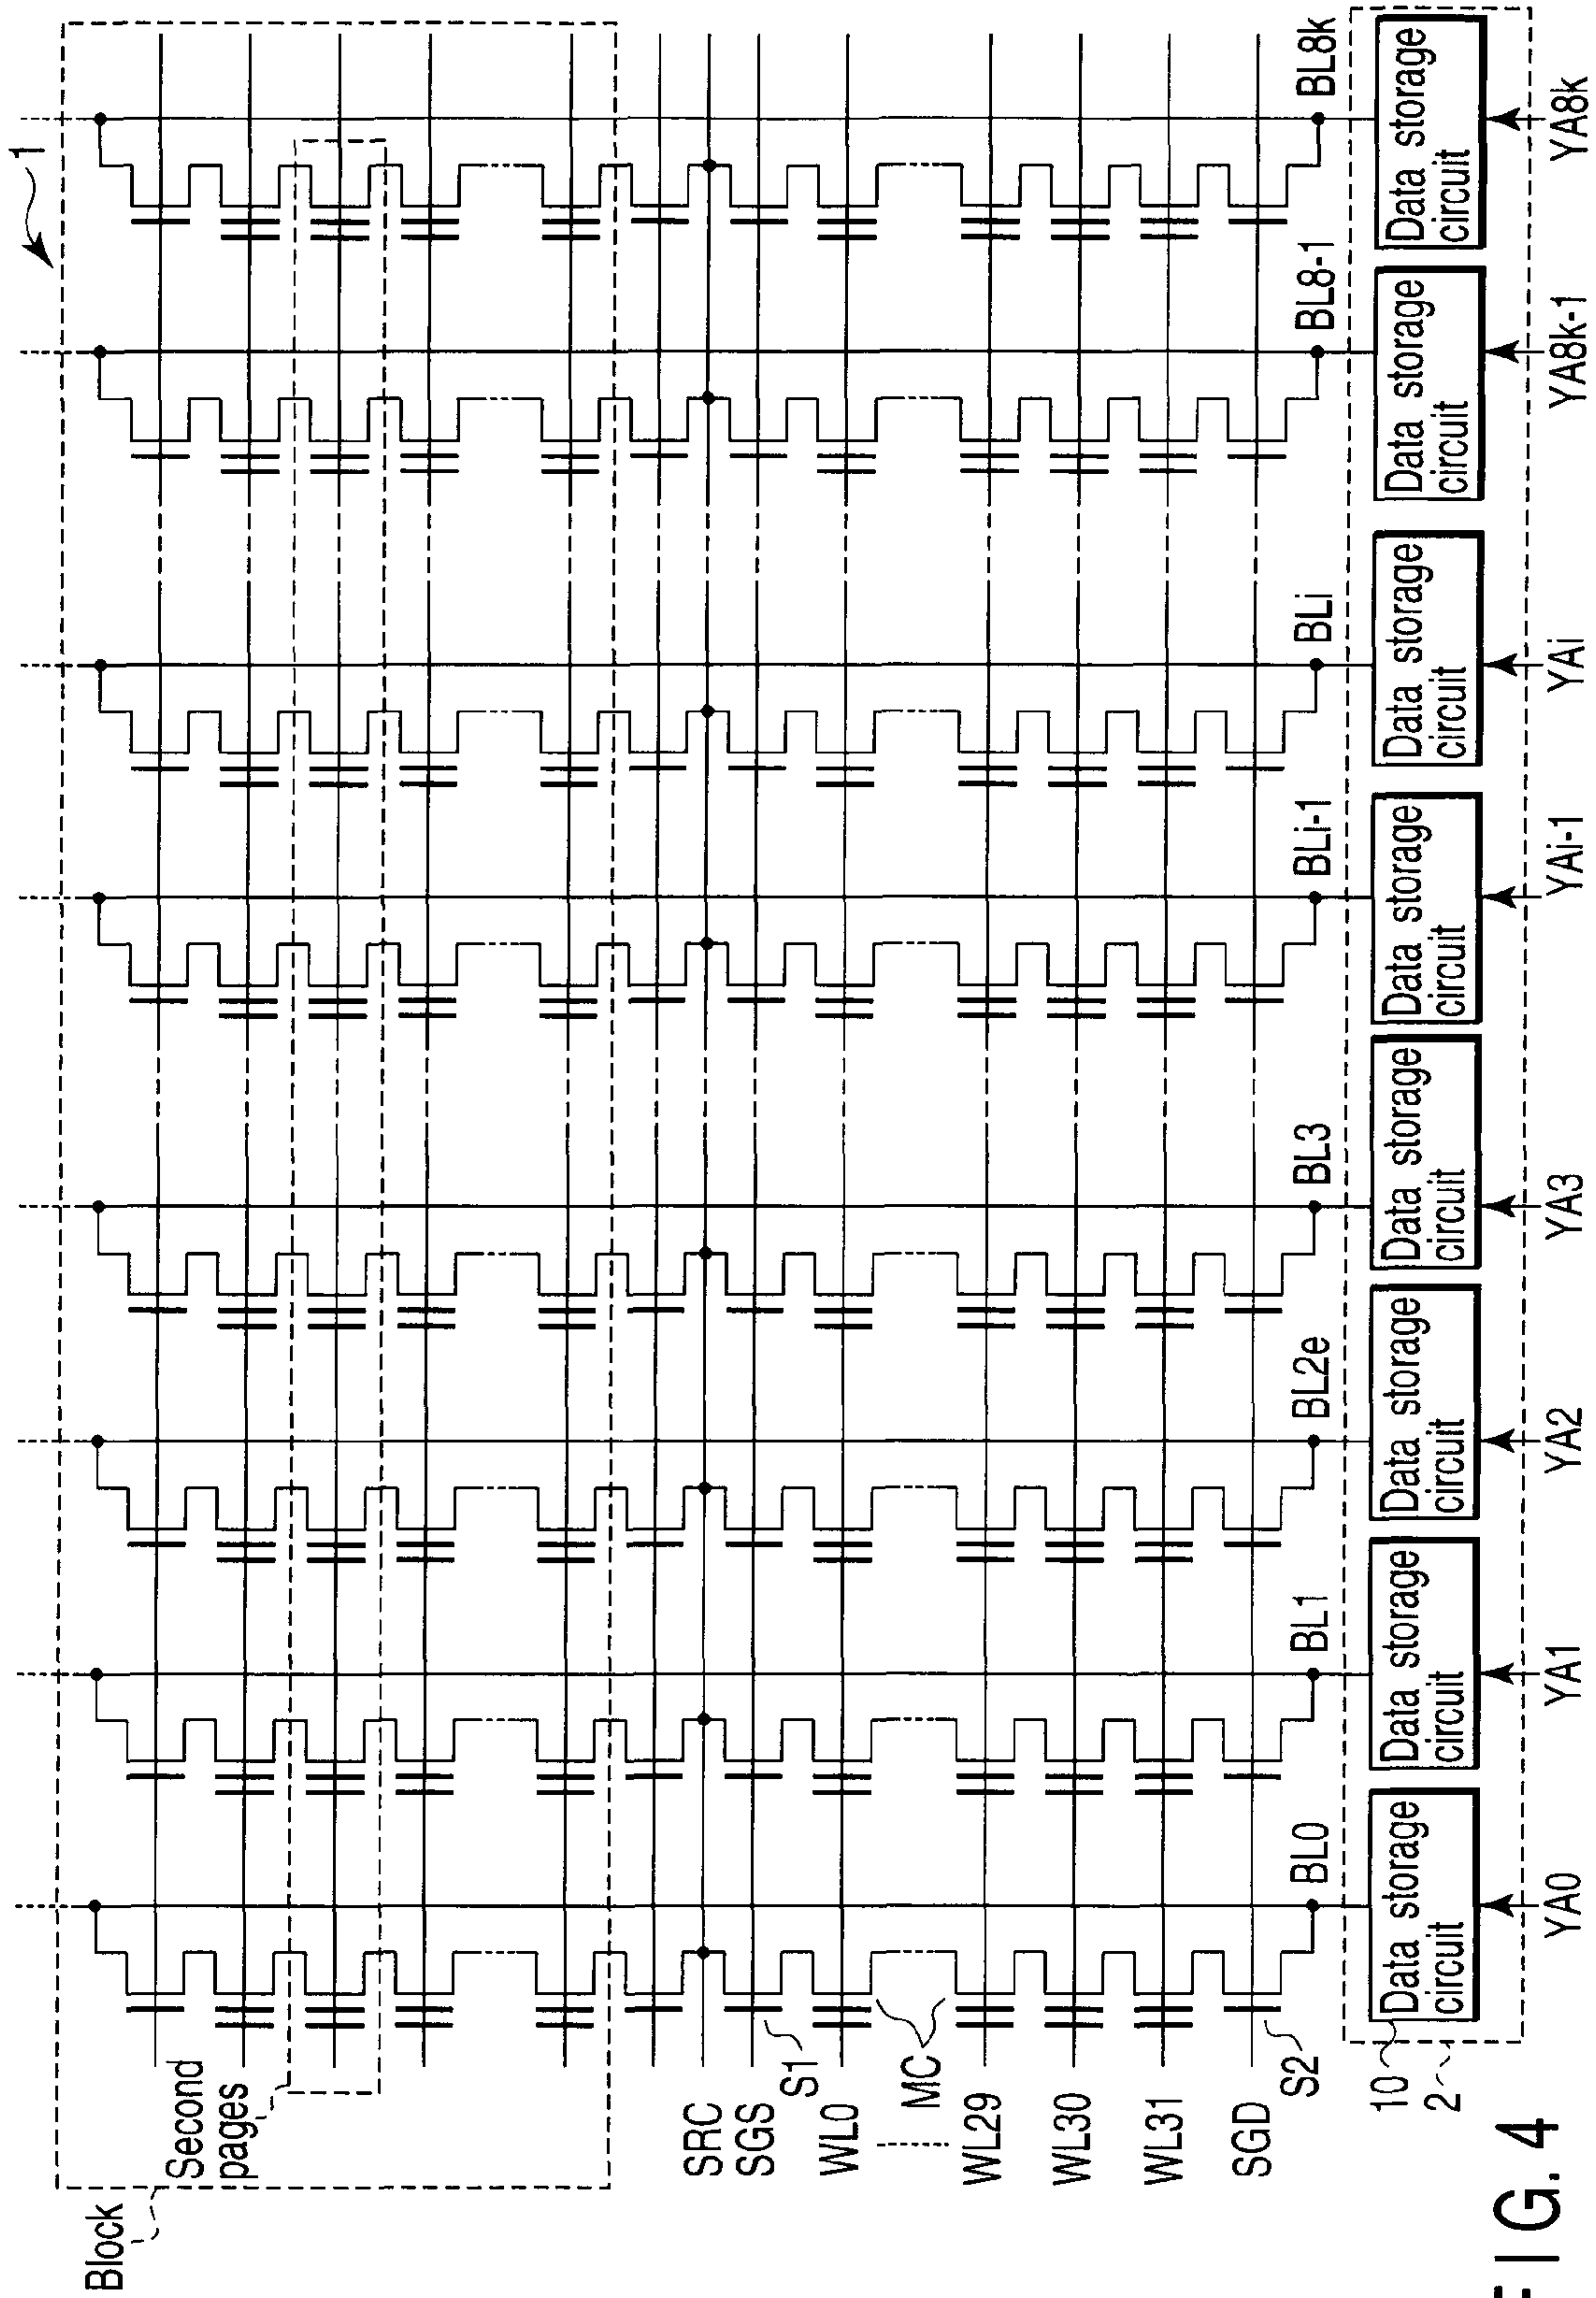 1
Block
Second
pages
SRC
SGS
S1
WL0
MC
WL29
WL30
WL31
SGD
S2
BL0
BL1
BL2e
BL3
BLi-1
BLi
BL8-1
BL8k
10
2
Data storage
circuit
Data storage
circuit
Data storage
circuit
Data storage
circuit
Data storage
circuit
Data storage
circuit
Data storage
circuit
Data storage
circuit
YA0
YA1
YA2
YA3
YAi-1
YAi
YA8k-1
YA8k
FIG. 4